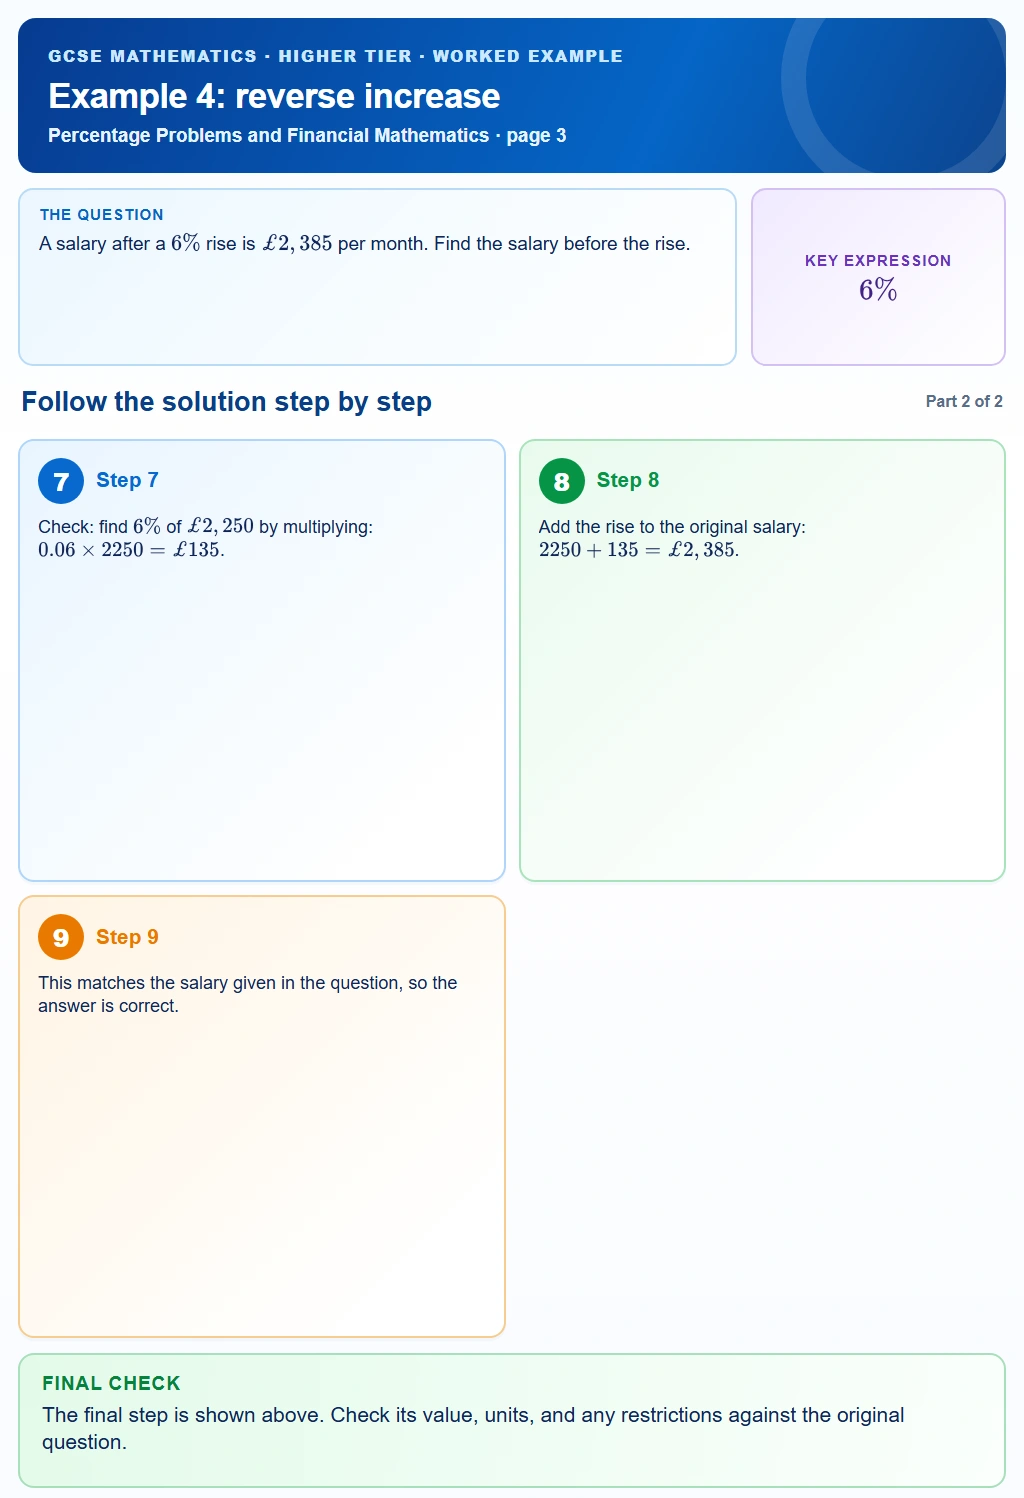 GCSE MATHEMATICS · HIGHER TIER · WORKED EXAMPLE
Example 4: reverse increase
Percentage Problems and Financial Mathematics · page 3
THE QUESTION
A salary after a 6% rise is £2, 385 per month. Find the salary before the rise.
KEY EXPRESSION
6%
Follow the solution step by step
Part 2 of 2
7 Step 7
Check: find 6% of £2, 250 by multiplying:
0.06 × 2250 = £135.
8 Step 8
Add the rise to the original salary:
2250 + 135 = £2, 385.
9 Step 9
This matches the salary given in the question, so the
answer is correct.
FINAL CHECK
The final step is shown above. Check its value, units, and any restrictions against the original
question.